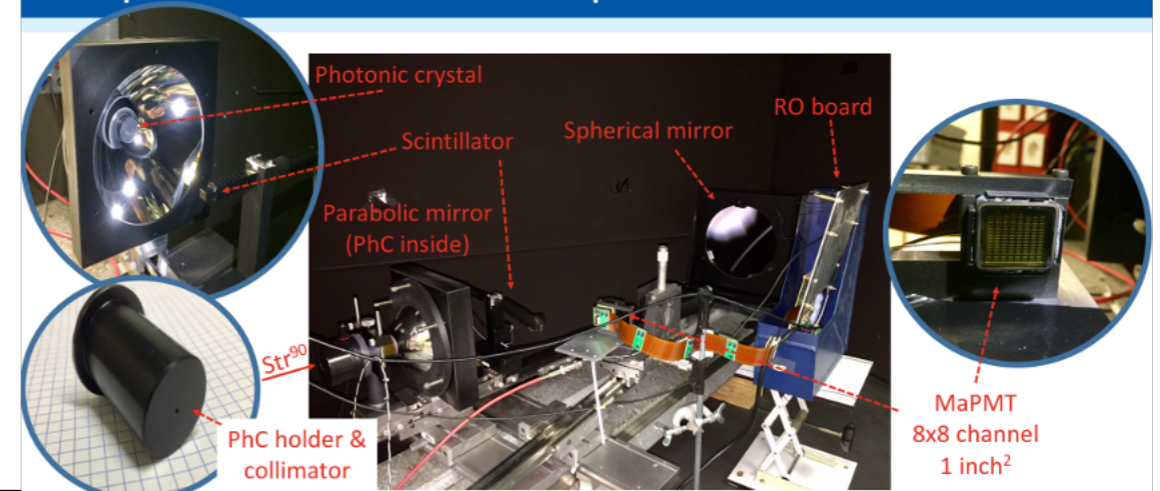 Photonic crystal
Scintillator
Parabolic mirror
(PhC inside)
Spherical mirror
RO board
Str⁹⁰
PhC holder &
collimator
MaPMT
8x8 channel
1 inch²